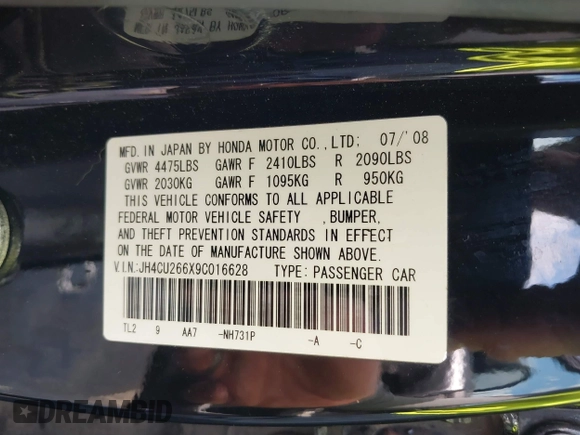 MFD. IN JAPAN BY HONDA MOTOR CO.,LTD; 07/'08
GVWR 4475LBS GAWR F 2410LBS R 2090LBS
GVWR 2030KG GAWR F 1095KG R 950KG
THIS VEHICLE CONFORMS TO ALL APPLICABLE
FEDERAL MOTOR VEHICLE SAFETY ,BUMPER,
AND THEFT PREVENTION STANDARDS IN EFFECT
ON THE DATE OF MANUFACTURE SHOWN ABOVE.
V.I.N.:JH4CU266X9C016628 TYPE: PASSENGER CAR
TL2 9 AA7 -NH731P -A -C
DREAMBID